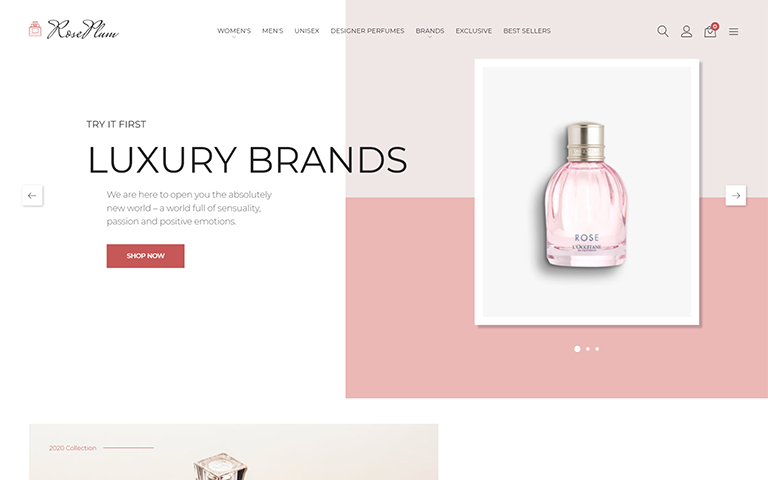 RosePlum
WOMEN'S MEN'S UNISEX DESIGNER PERFUMES BRANDS EXCLUSIVE BEST SELLERS
0
TRY IT FIRST
LUXURY BRANDS
We are here to open you the absolutely
new world – a world full of sensuality,
passion and positive emotions.
SHOP NOW
ROSE
L'OCCITANE
2020 Collection